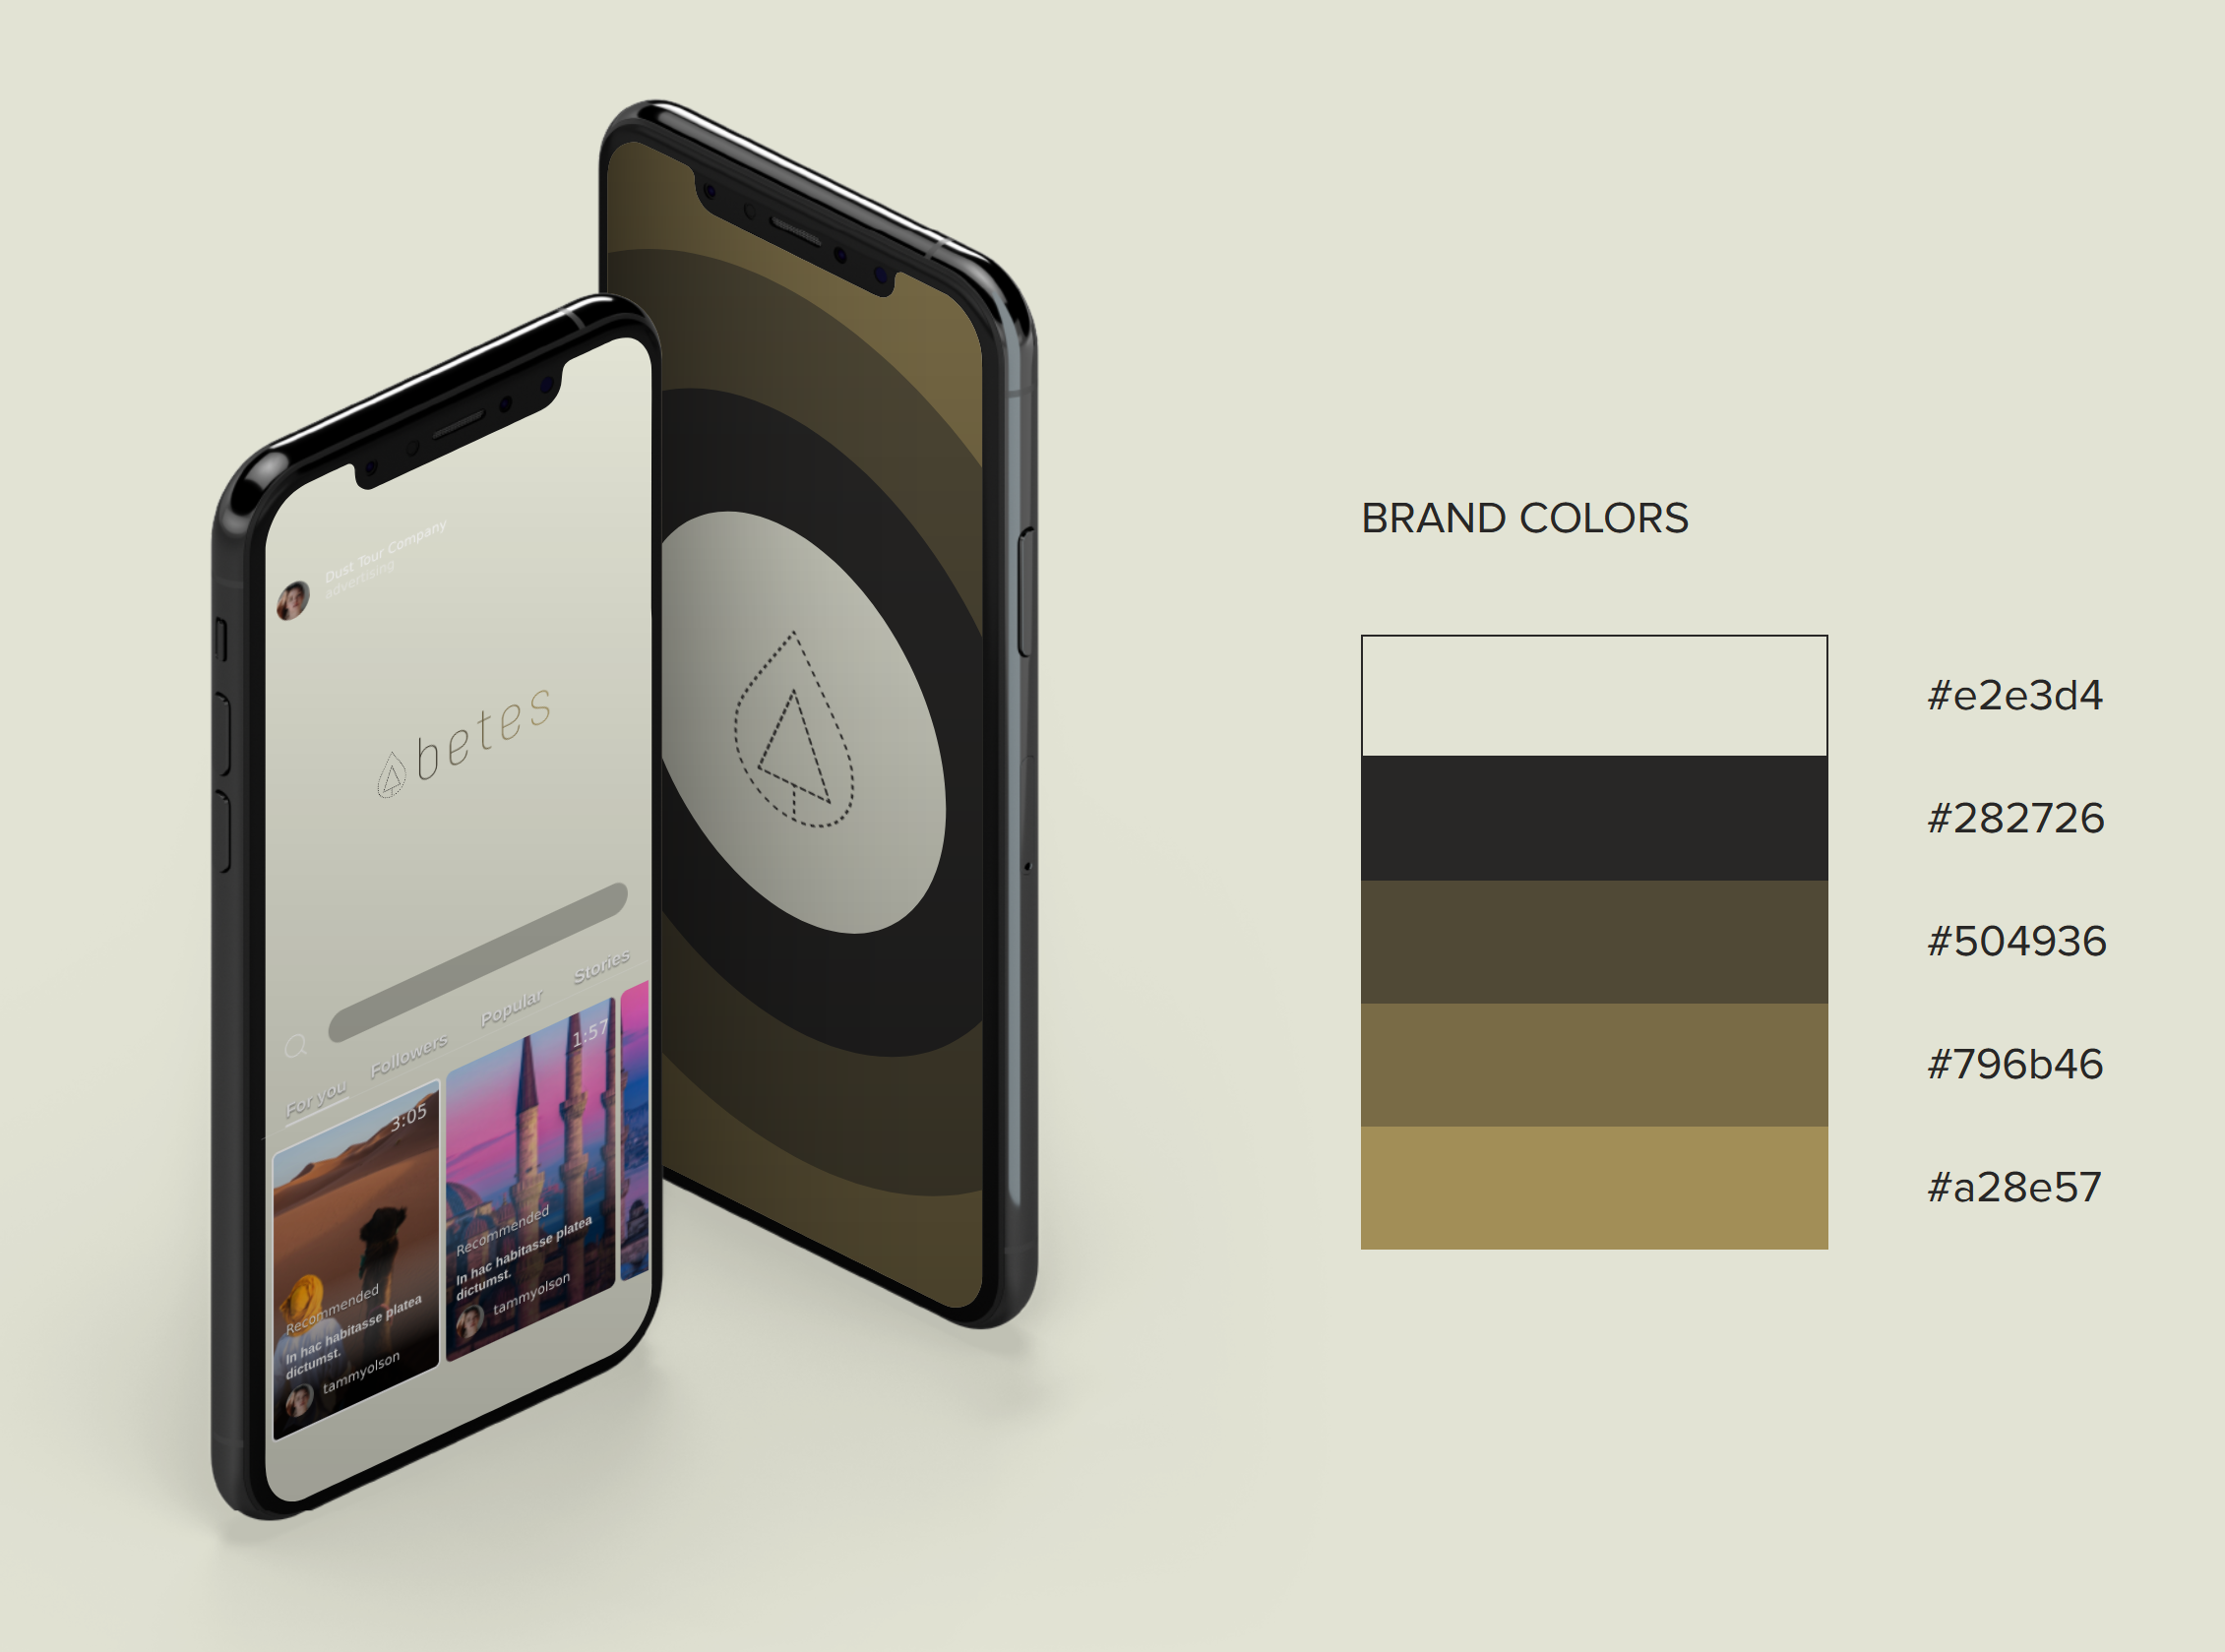 Dust Tour Company
advertising
betes
For you
Followers
Popular
Stories
3:05
Recommended
In hac habitasse platea
dictumst.
tammyolson
1:57
Recommended
In hac habitasse platea
dictumst.
tammyolson
BRAND COLORS
#e2e3d4
#282726
#504936
#796b46
#a28e57